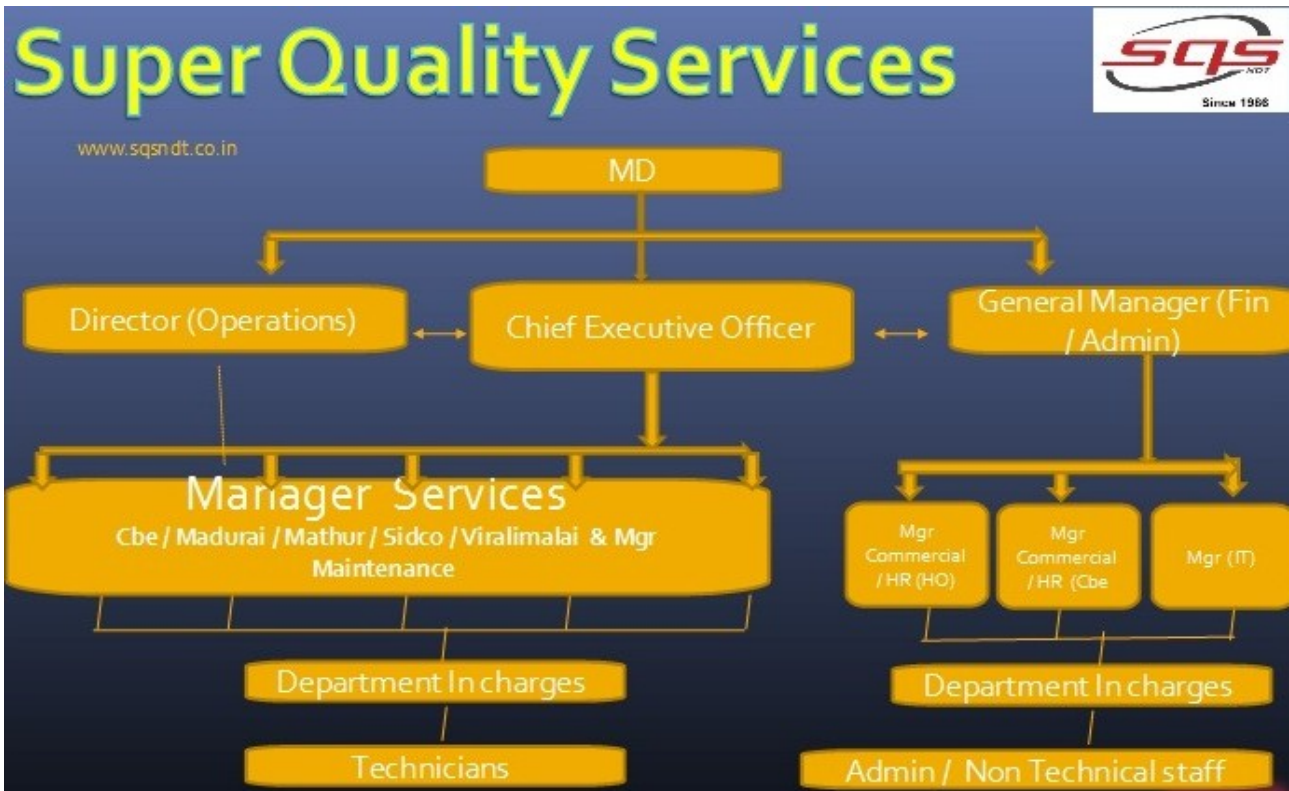 Super Quality Services
sqs
NDT
Since 1986
www.sqsndt.co.in
MD
Director (Operations)
Chief Executive Officer
General Manager (Fin
/ Admin)
Manager Services
Cbe / Madurai / Mathur / Sidco / Viralimalai & Mgr
Maintenance
Mgr
Commercial
/ HR (HO)
Mgr
Commercial
/ HR (Cbe
Mgr (IT)
Department In charges
Department In charges
Technicians
Admin / Non Technical staff